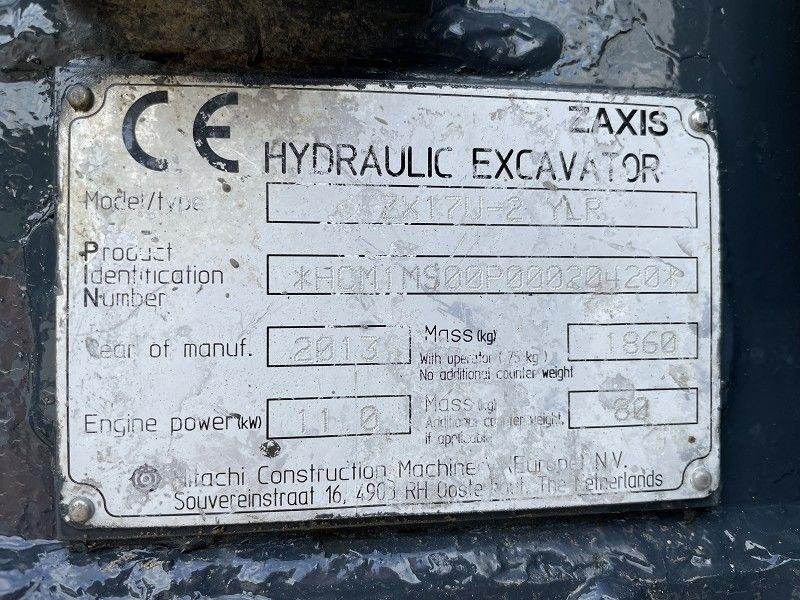 CE
ZAXIS
HYDRAULIC EXCAVATOR
Model/type ZX17U-2 YLR
Product
Identification *HCM1MS00P00020420*
Number
Year of manuf. 2013 Mass (kg) 1860
With operator (75 kg)
No additional counter weight
Engine power (kW) 11.0 Mass (kg) 80
Additional counter weight,
if applicable
Hitachi Construction Machinery (Europe) N.V.
Souvereinstraat 16, 4903 RH Oosterhout, The Netherlands